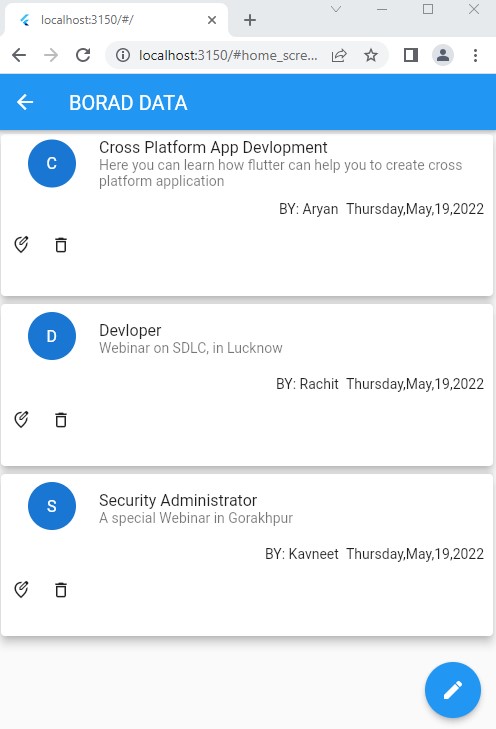 localhost:3150/#/
localhost:3150/#home_scre...
BORAD DATA
C
Cross Platform App Devlopment
Here you can learn how flutter can help you to create cross
platform application
BY: Aryan Thursday,May,19,2022
D
Devloper
Webinar on SDLC, in Lucknow
BY: Rachit Thursday,May,19,2022
S
Security Administrator
A special Webinar in Gorakhpur
BY: Kavneet Thursday,May,19,2022